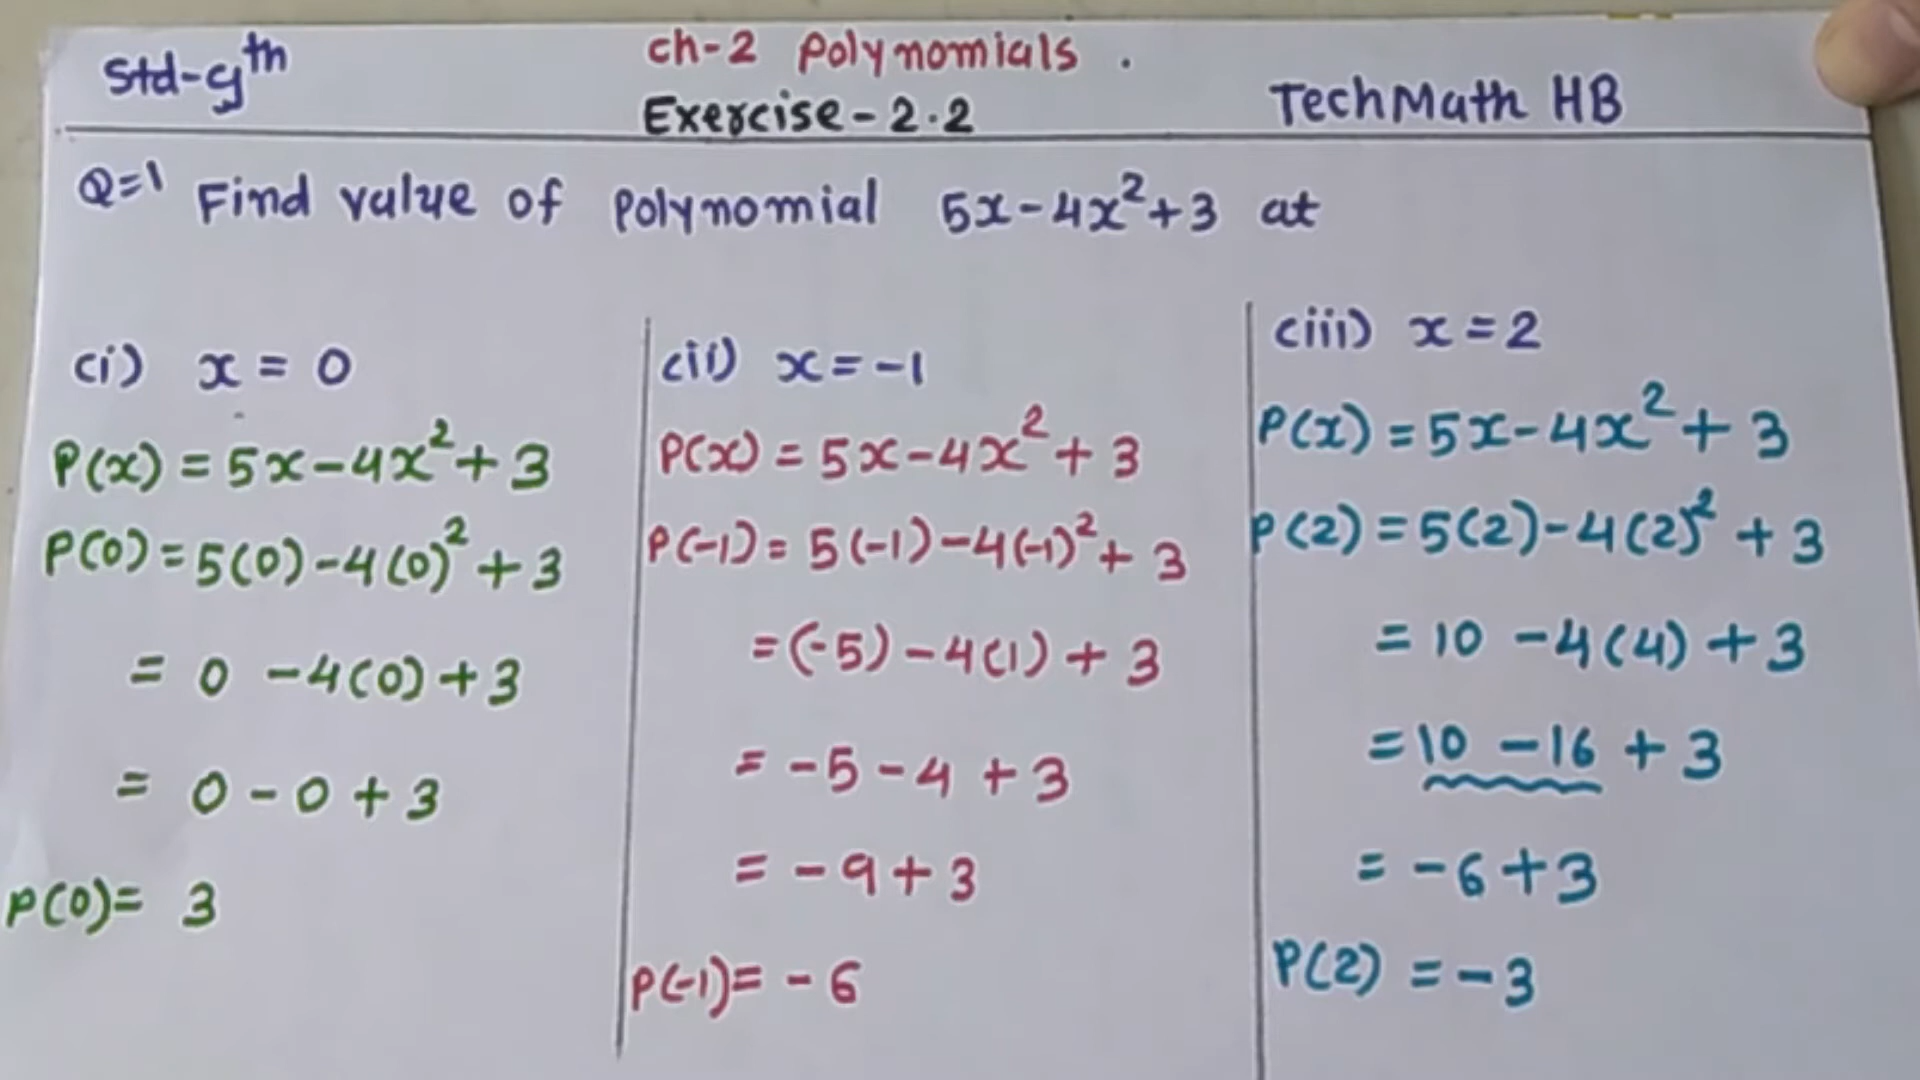 Std-9th
ch-2 Polynomials .
Exercise-2.2
TechMath HB
Q=1 Find value of Polynomial 5x-4x²+3 at
(i) x = 0
P(x) = 5x-4x²+3
P(0)=5(0)-4(0)²+3
= 0 -4(0)+3
= 0-0+3
P(0)= 3
(ii) x=-1
P(x) = 5x-4x²+3
P(-1)= 5(-1)-4(-1)²+3
=(-5)-4(1)+3
= -5-4+3
= -9+3
P(-1)= -6
(iii) x=2
P(x)=5x-4x²+3
P(2)=5(2)-4(2)²+3
=10-4(4)+3
=10-16+3
= -6+3
P(2) = -3